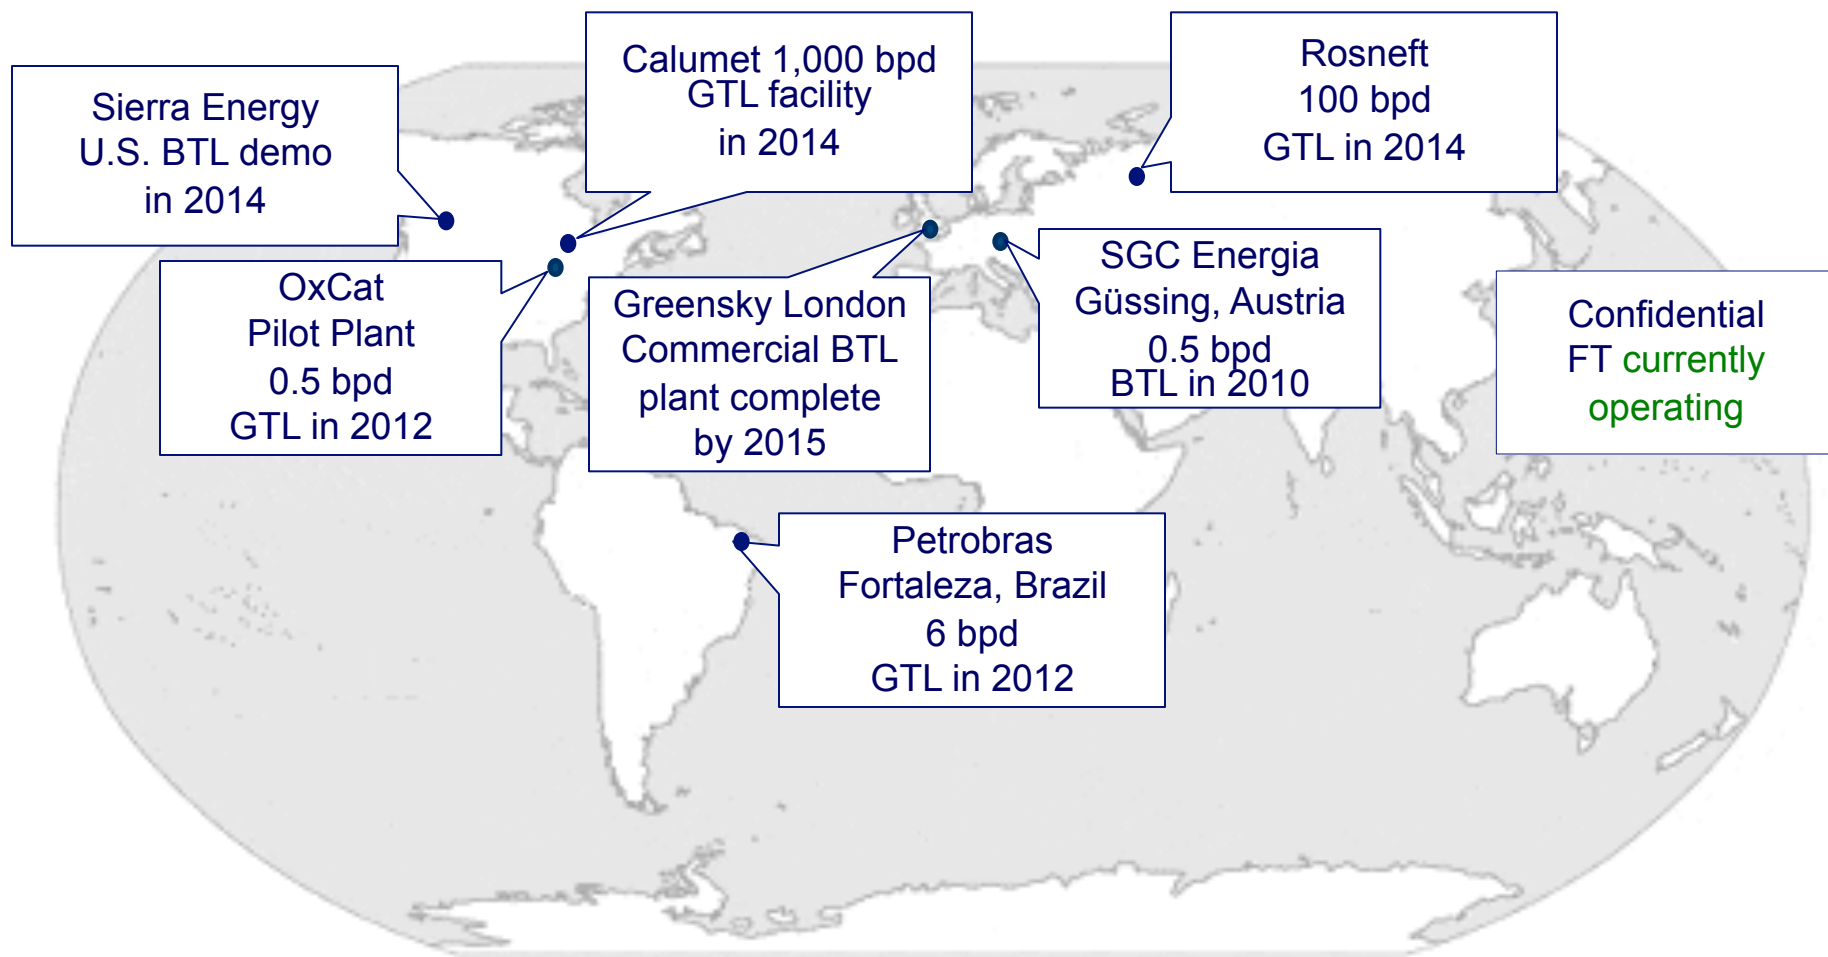 Sierra Energy
U.S. BTL demo
in 2014
Calumet 1,000 bpd
GTL facility
in 2014
Rosneft
100 bpd
GTL in 2014
OxCat
Pilot Plant
0.5 bpd
GTL in 2012
Greensky London
Commercial BTL
plant complete
by 2015
SGC Energia
Güssing, Austria
0.5 bpd
BTL in 2010
Confidential
FT currently
operating
Petrobras
Fortaleza, Brazil
6 bpd
GTL in 2012